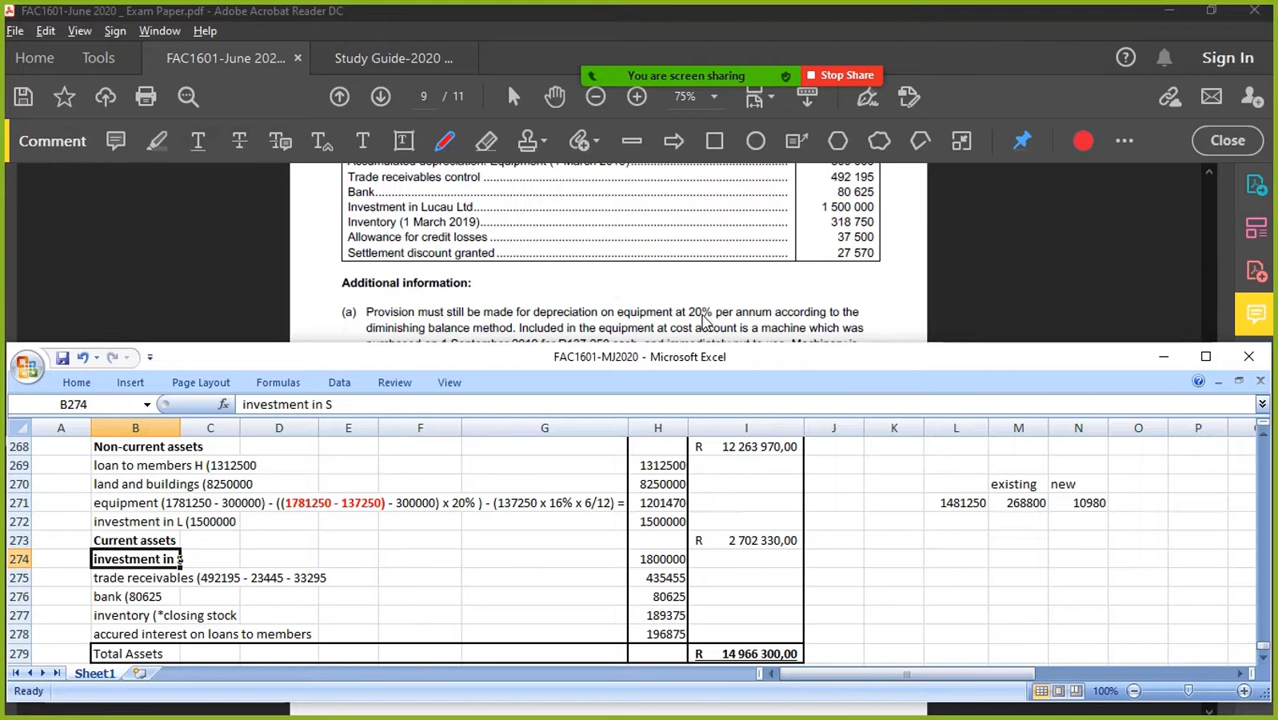 FAC1601-June 2020 _ Exam Paper.pdf - Adobe Acrobat Reader DC
File Edit View Sign Window Help
Home Tools FAC1601-June 202... × Study Guide-2020 ... Sign In
You are screen sharing Stop Share
9 / 11 75%
Comment Close
Trade receivables control 492 195
Bank 80 625
Investment in Lucau Ltd 1 500 000
Inventory (1 March 2019) 318 750
Allowance for credit losses 37 500
Settlement discount granted 27 570
Additional information:
(a) Provision must still be made for depreciation on equipment at 20% per annum according to the
diminishing balance method. Included in the equipment at cost account is a machine which was
FAC1601-MJ2020 - Microsoft Excel
Home Insert Page Layout Formulas Data Review View
B274 fx investment in S
A B C D E F G H I J K L M N O P Q
268 Non-current assets R 12 263 970,00
269 loan to members H (1312500 1312500
270 land and buildings (8250000 8250000 existing new
271 equipment (1781250 - 300000) - ((1781250 - 137250) - 300000) x 20% ) - (137250 x 16% x 6/12) = 1201470 1481250 268800 10980
272 investment in L (1500000 1500000
273 Current assets R 2 702 330,00
274 investment in 1800000
275 trade receivables (492195 - 23445 - 33295 435455
276 bank (80625 80625
277 inventory (*closing stock 189375
278 accured interest on loans to members 196875
279 Total Assets R 14 966 300,00
Sheet1
Ready 100%